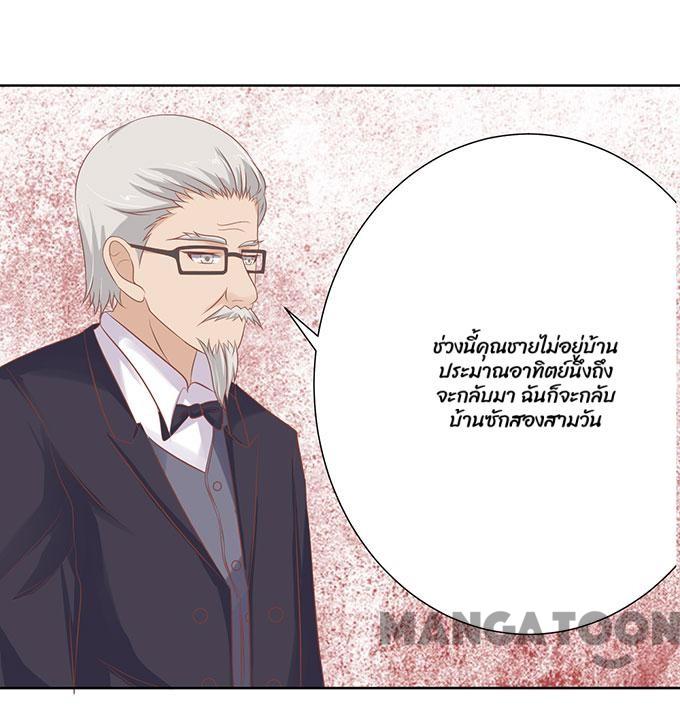 ช่วงนี้คุณชายไม่อยู่บ้าน
ประมาณอาทิตย์นึงถึง
จะกลับมา ฉันก็จะกลับ
บ้านซักสองสามวัน
MANGATOON